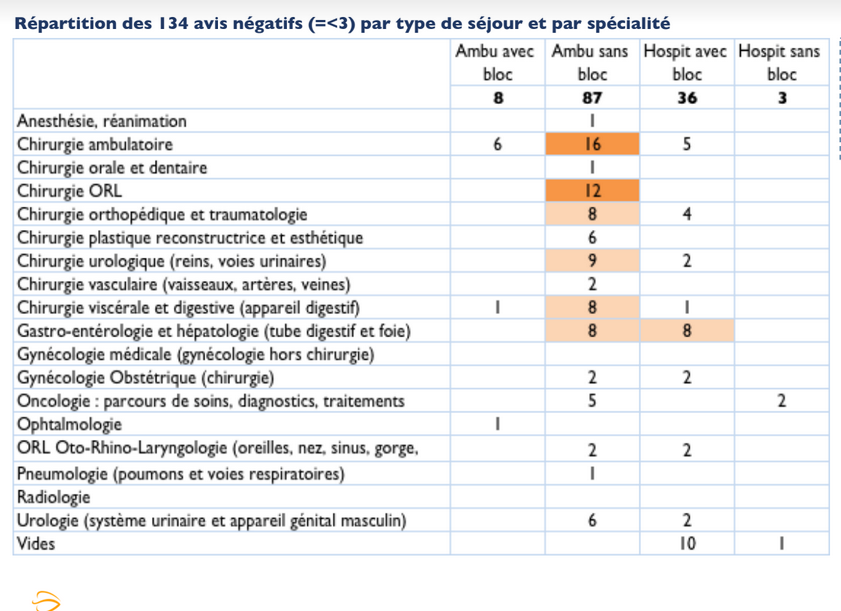 Répartition des 134 avis négatifs (=<3) par type de séjour et par spécialité
Ambu avec bloc Ambu sans bloc Hospit avec bloc Hospit sans bloc
8 87 36 3
Anesthésie, réanimation 1
Chirurgie ambulatoire 6 16 5
Chirurgie orale et dentaire 1
Chirurgie ORL 12
Chirurgie orthopédique et traumatologie 8 4
Chirurgie plastique reconstructrice et esthétique 6
Chirurgie urologique (reins, voies urinaires) 9 2
Chirurgie vasculaire (vaisseaux, artères, veines) 2
Chirurgie viscérale et digestive (appareil digestif) 1 8 1
Gastro-entérologie et hépatologie (tube digestif et foie) 8 8
Gynécologie médicale (gynécologie hors chirurgie)
Gynécologie Obstétrique (chirurgie) 2 2
Oncologie : parcours de soins, diagnostics, traitements 5 2
Ophtalmologie 1
ORL Oto-Rhino-Laryngologie (oreilles, nez, sinus, gorge, 2 2
Pneumologie (poumons et voies respiratoires) 1
Radiologie
Urologie (système urinaire et appareil génital masculin) 6 2
Vides 10 1